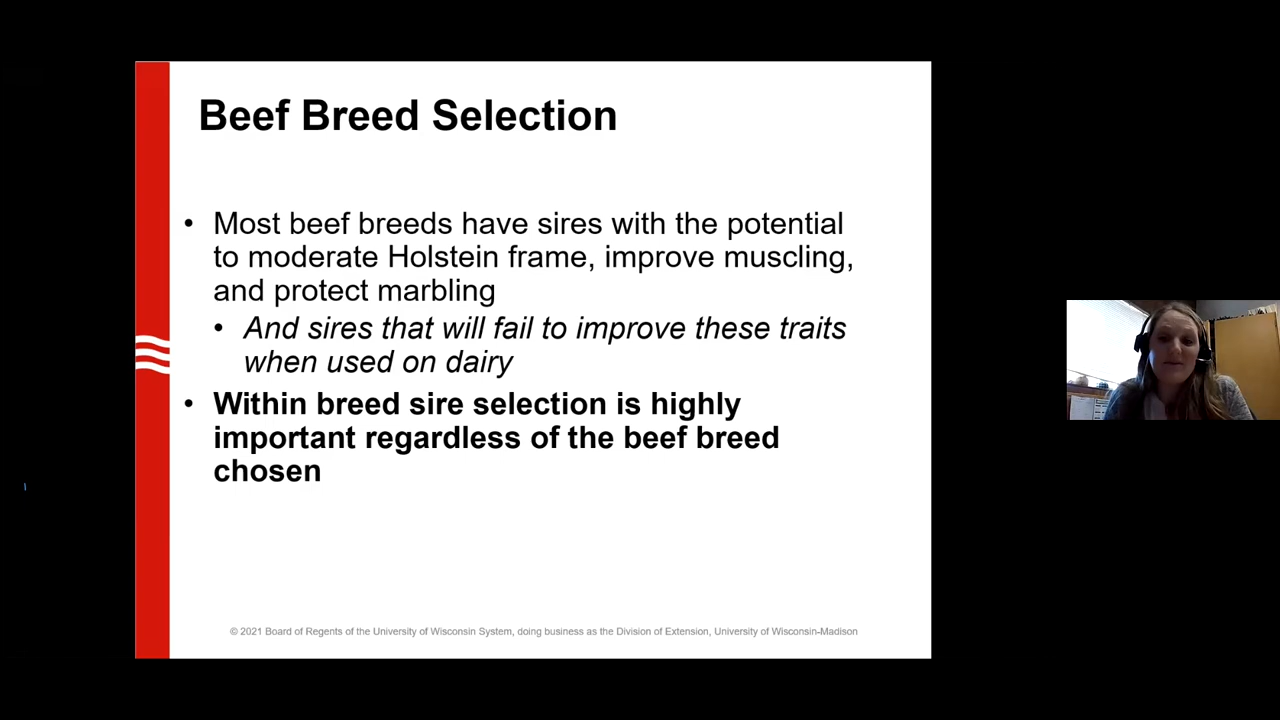 Beef Breed Selection
• Most beef breeds have sires with the potential
to moderate Holstein frame, improve muscling,
and protect marbling
• And sires that will fail to improve these traits
when used on dairy
• Within breed sire selection is highly
important regardless of the beef breed
chosen
© 2021 Board of Regents of the University of Wisconsin System, doing business as the Division of Extension, University of Wisconsin-Madison